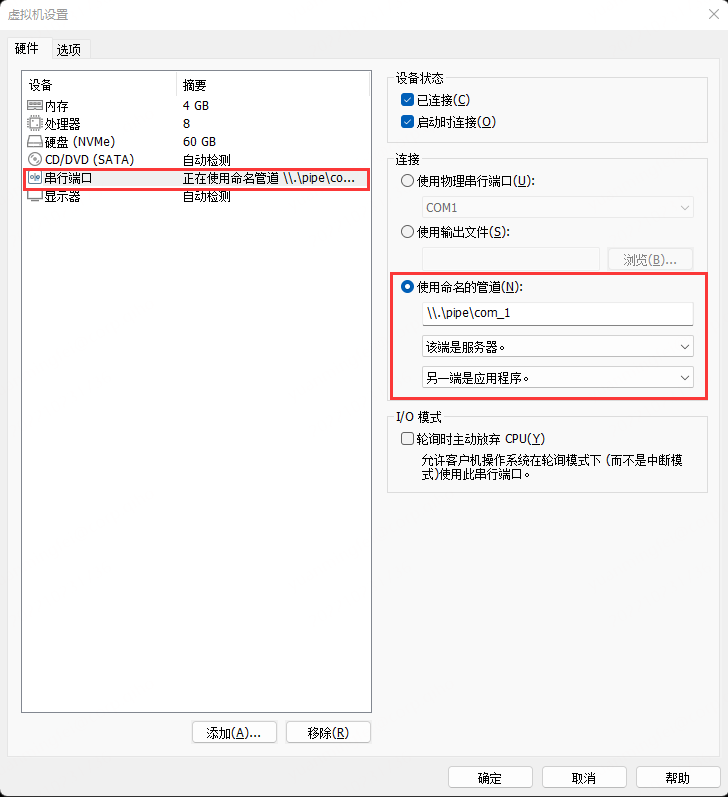 虚拟机设置
硬件 选项
设备 摘要
内存 4 GB
处理器 8
硬盘 (NVMe) 60 GB
CD/DVD (SATA) 自动检测
串行端口 正在使用命名管道 \\.\pipe\co...
显示器 自动检测
添加(A)... 移除(R)
设备状态
已连接(C)
启动时连接(O)
连接
使用物理串行端口(U):
COM1
使用输出文件(S):
浏览(B)...
使用命名的管道(N):
\\.\pipe\com_1
该端是服务器。
另一端是应用程序。
I/O 模式
轮询时主动放弃 CPU(Y)
允许客户机操作系统在轮询模式下 (而不是中断模
式)使用此串行端口。
确定 取消 帮助